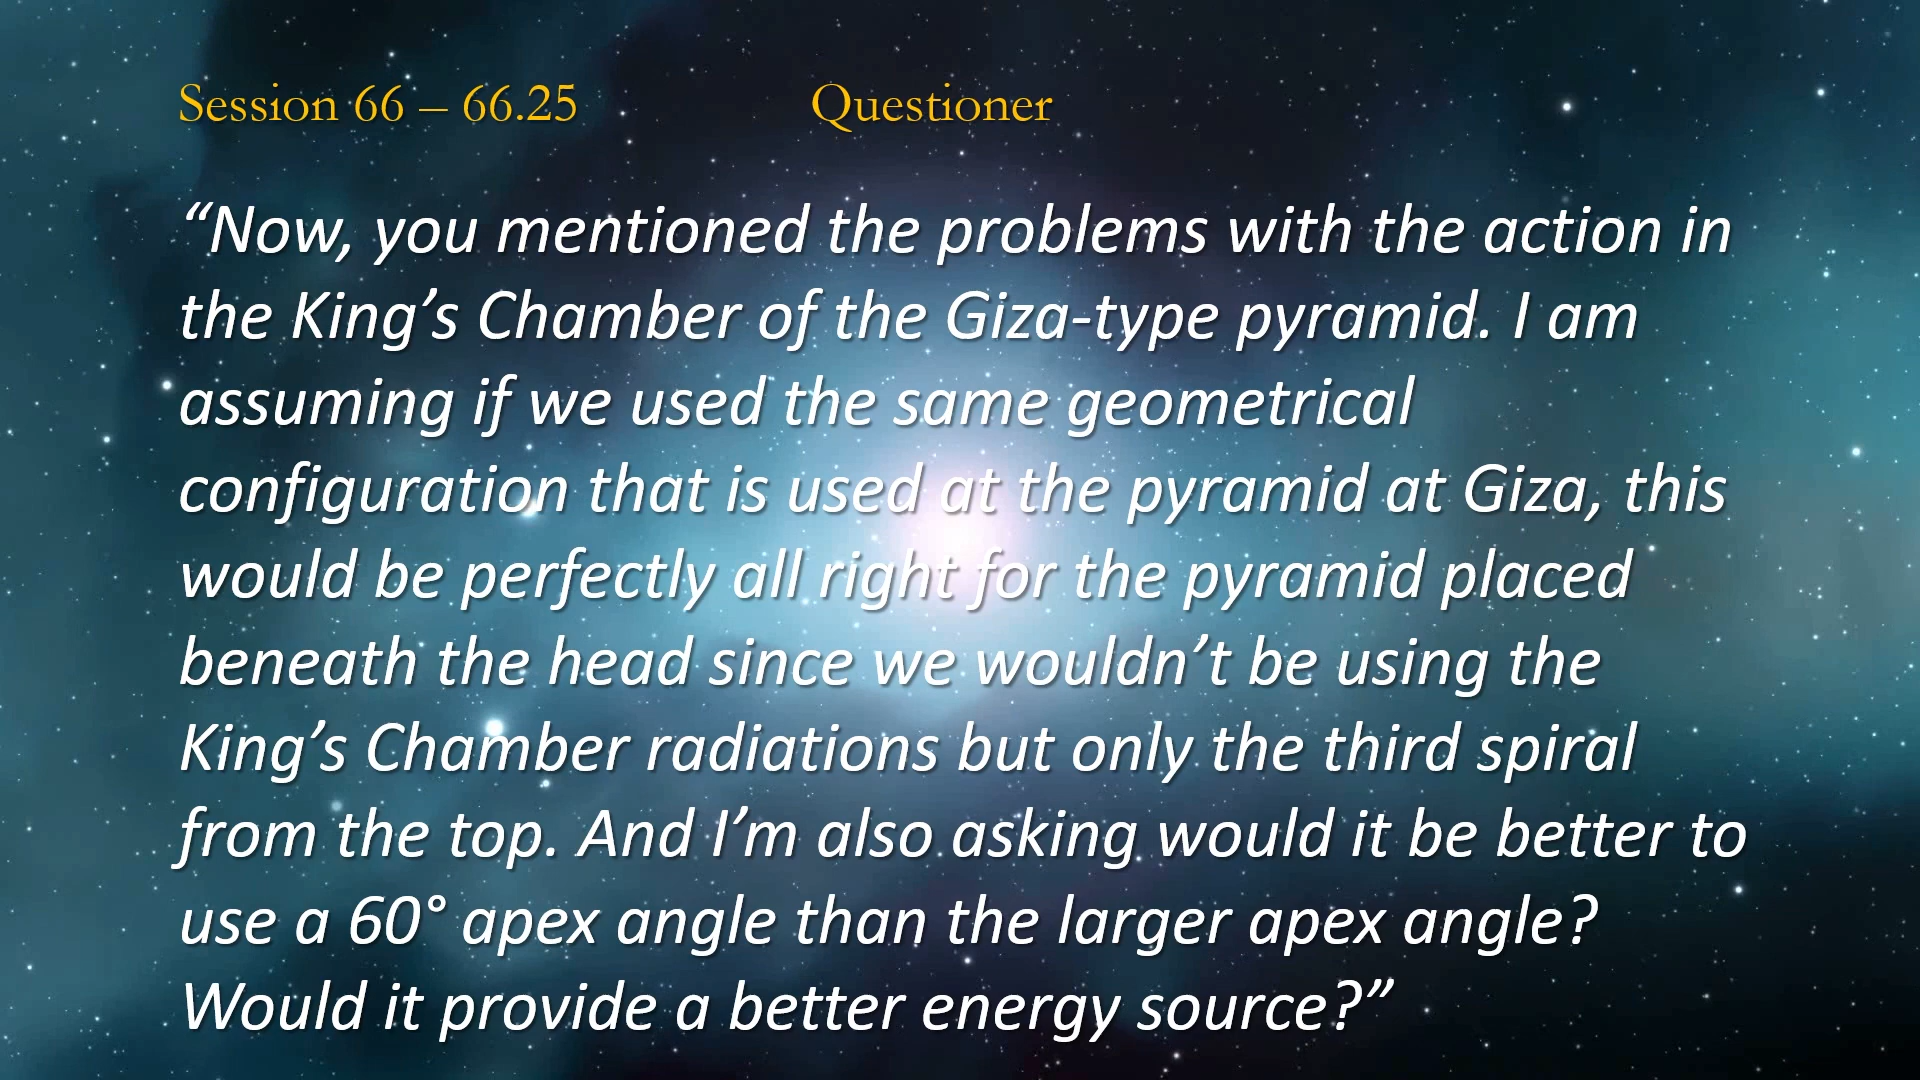 Session 66 – 66.25 Questioner
“Now, you mentioned the problems with the action in
the King’s Chamber of the Giza-type pyramid. I am
assuming if we used the same geometrical
configuration that is used at the pyramid at Giza, this
would be perfectly all right for the pyramid placed
beneath the head since we wouldn’t be using the
King’s Chamber radiations but only the third spiral
from the top. And I’m also asking would it be better to
use a 60° apex angle than the larger apex angle?
Would it provide a better energy source?”